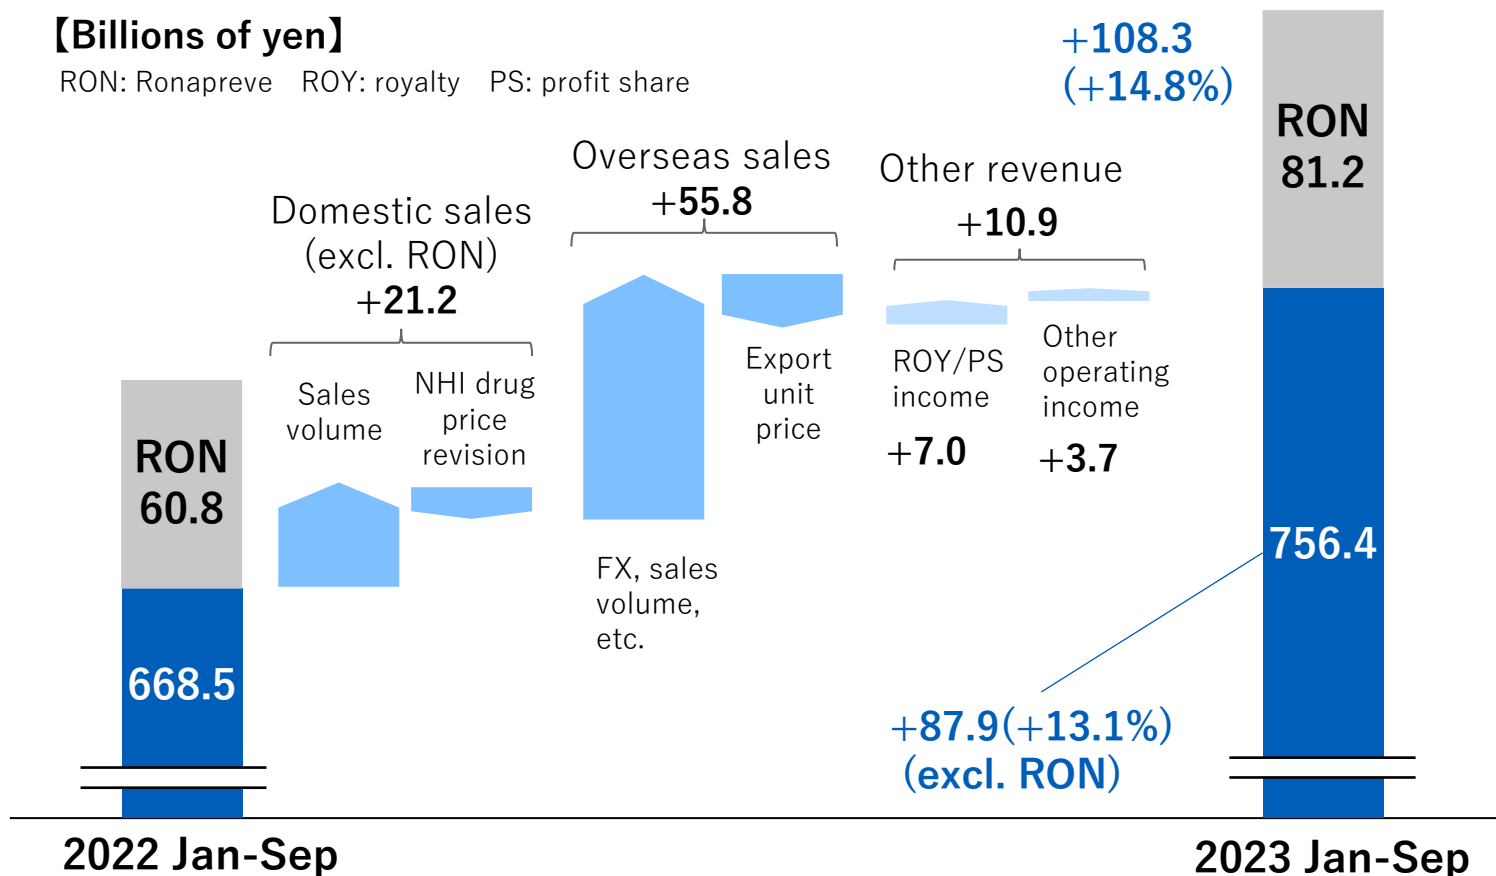 【Billions of yen】
RON: Ronapreve ROY: royalty PS: profit share
+108.3
(+14.8%)
RON
81.2
Overseas sales
+55.8
Other revenue
+10.9
Domestic sales
(excl. RON)
+21.2
Sales
volume
NHI drug
price
revision
Export
unit
price
ROY/PS
income
+7.0
Other
operating
income
+3.7
RON
60.8
FX, sales
volume,
etc.
756.4
668.5
+87.9(+13.1%)
(excl. RON)
2022 Jan-Sep
2023 Jan-Sep